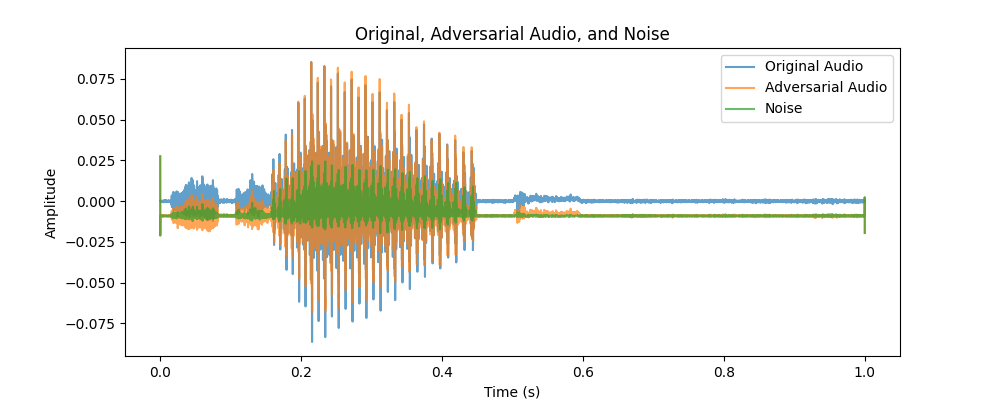 Original, Adversarial Audio, and Noise
Original Audio
Adversarial Audio
Noise
Amplitude
0.075
0.050
0.025
0.000
−0.025
−0.050
−0.075
0.0 0.2 0.4 0.6 0.8 1.0
Time (s)